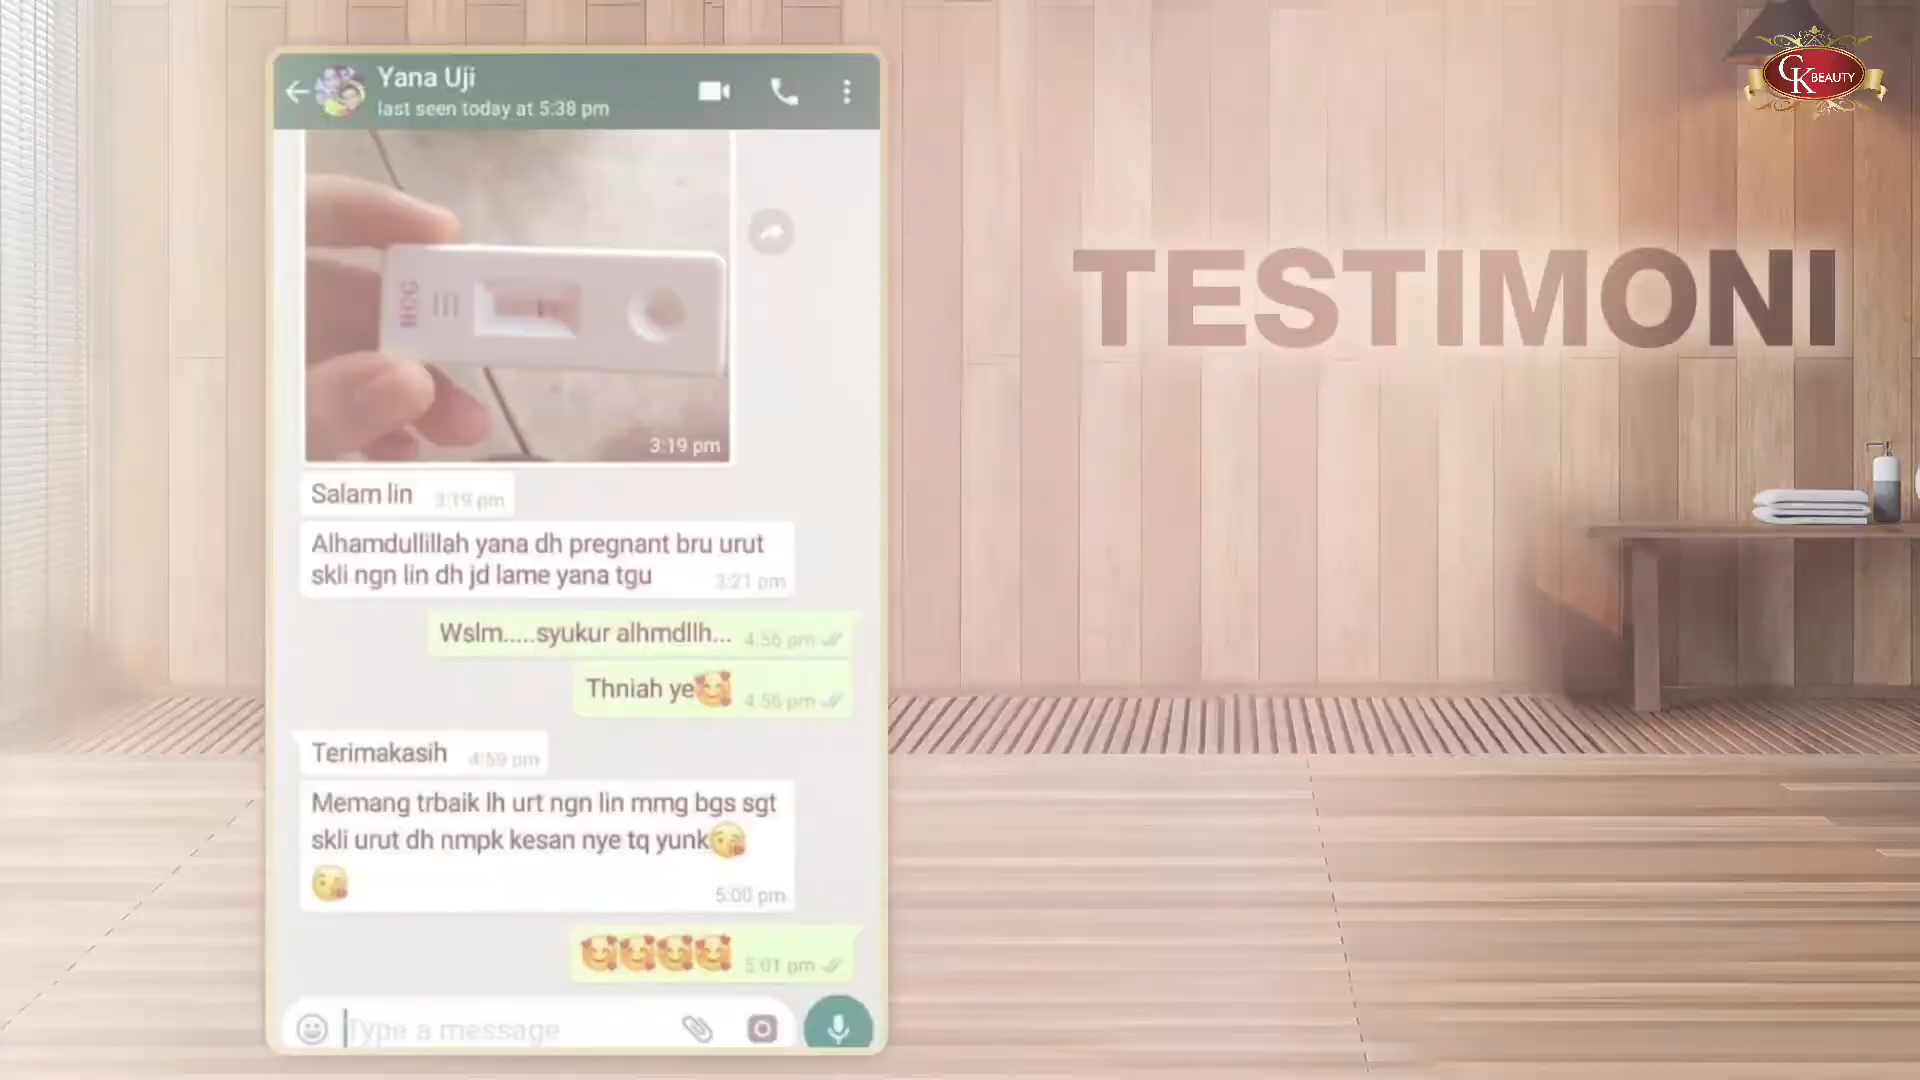 Yana Uji
last seen today at 5:38 pm
HCG
3:19 pm
Salam lin 3:19 pm
Alhamdullillah yana dh pregnant bru urut
skli ngn lin dh jd lame yana tgu 3:21 pm
Wslm.....syukur alhmdllh... 4:56 pm
Thniah ye🥰 4:56 pm
Terimakasih 4:59 pm
Memang trbaik lh urt ngn lin mmg bgs sgt
skli urut dh nmpk kesan nye tq yunk😘
😘 5:00 pm
🥰🥰🥰🥰 5:01 pm
Type a message
TESTIMONI
GK BEAUTY